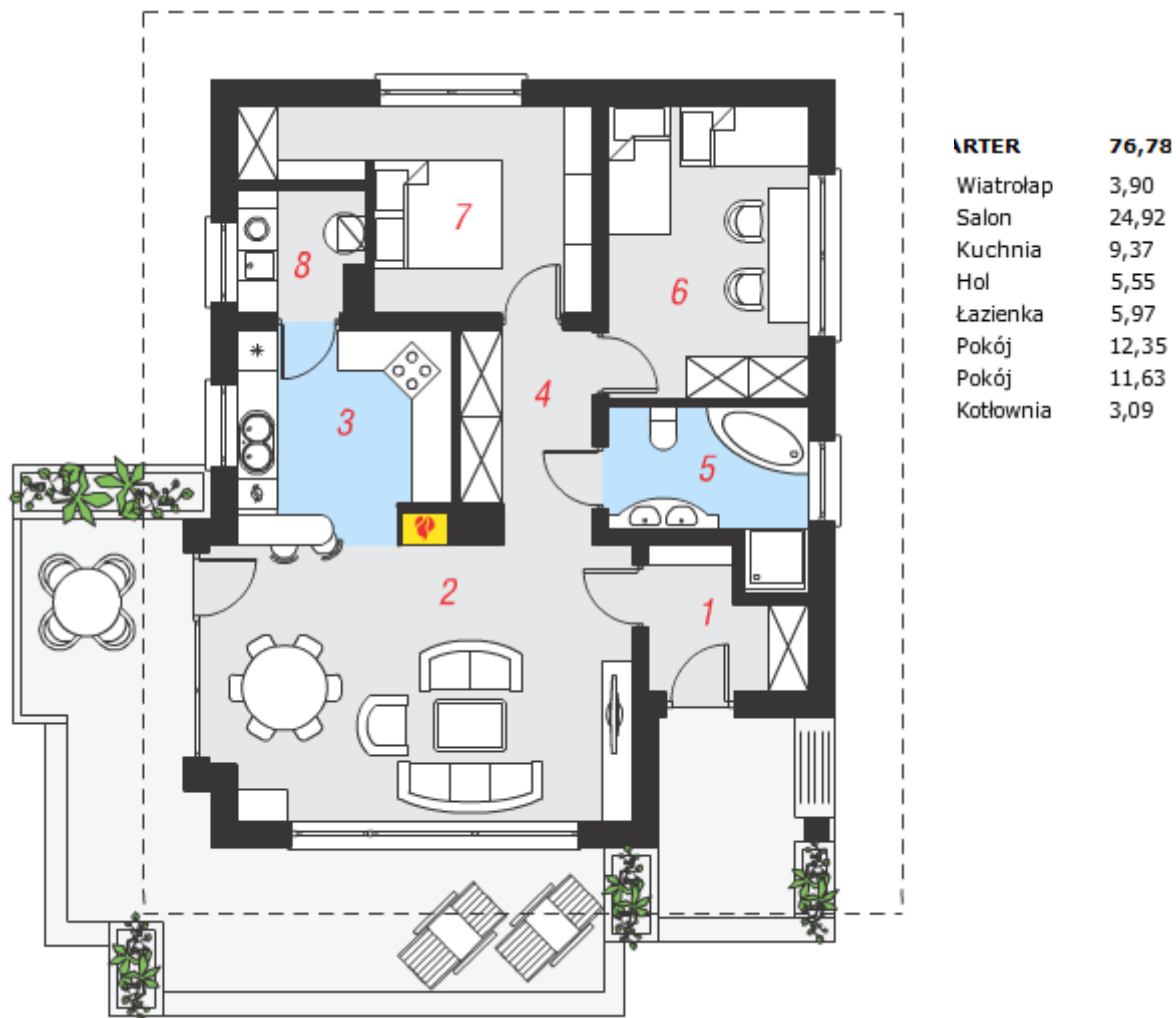 ARTER 76,78
Wiatrołap 3,90
Salon 24,92
Kuchnia 9,37
Hol 5,55
Łazienka 5,97
Pokój 12,35
Pokój 11,63
Kotłownia 3,09
7
8
6
3
4
5
2
1